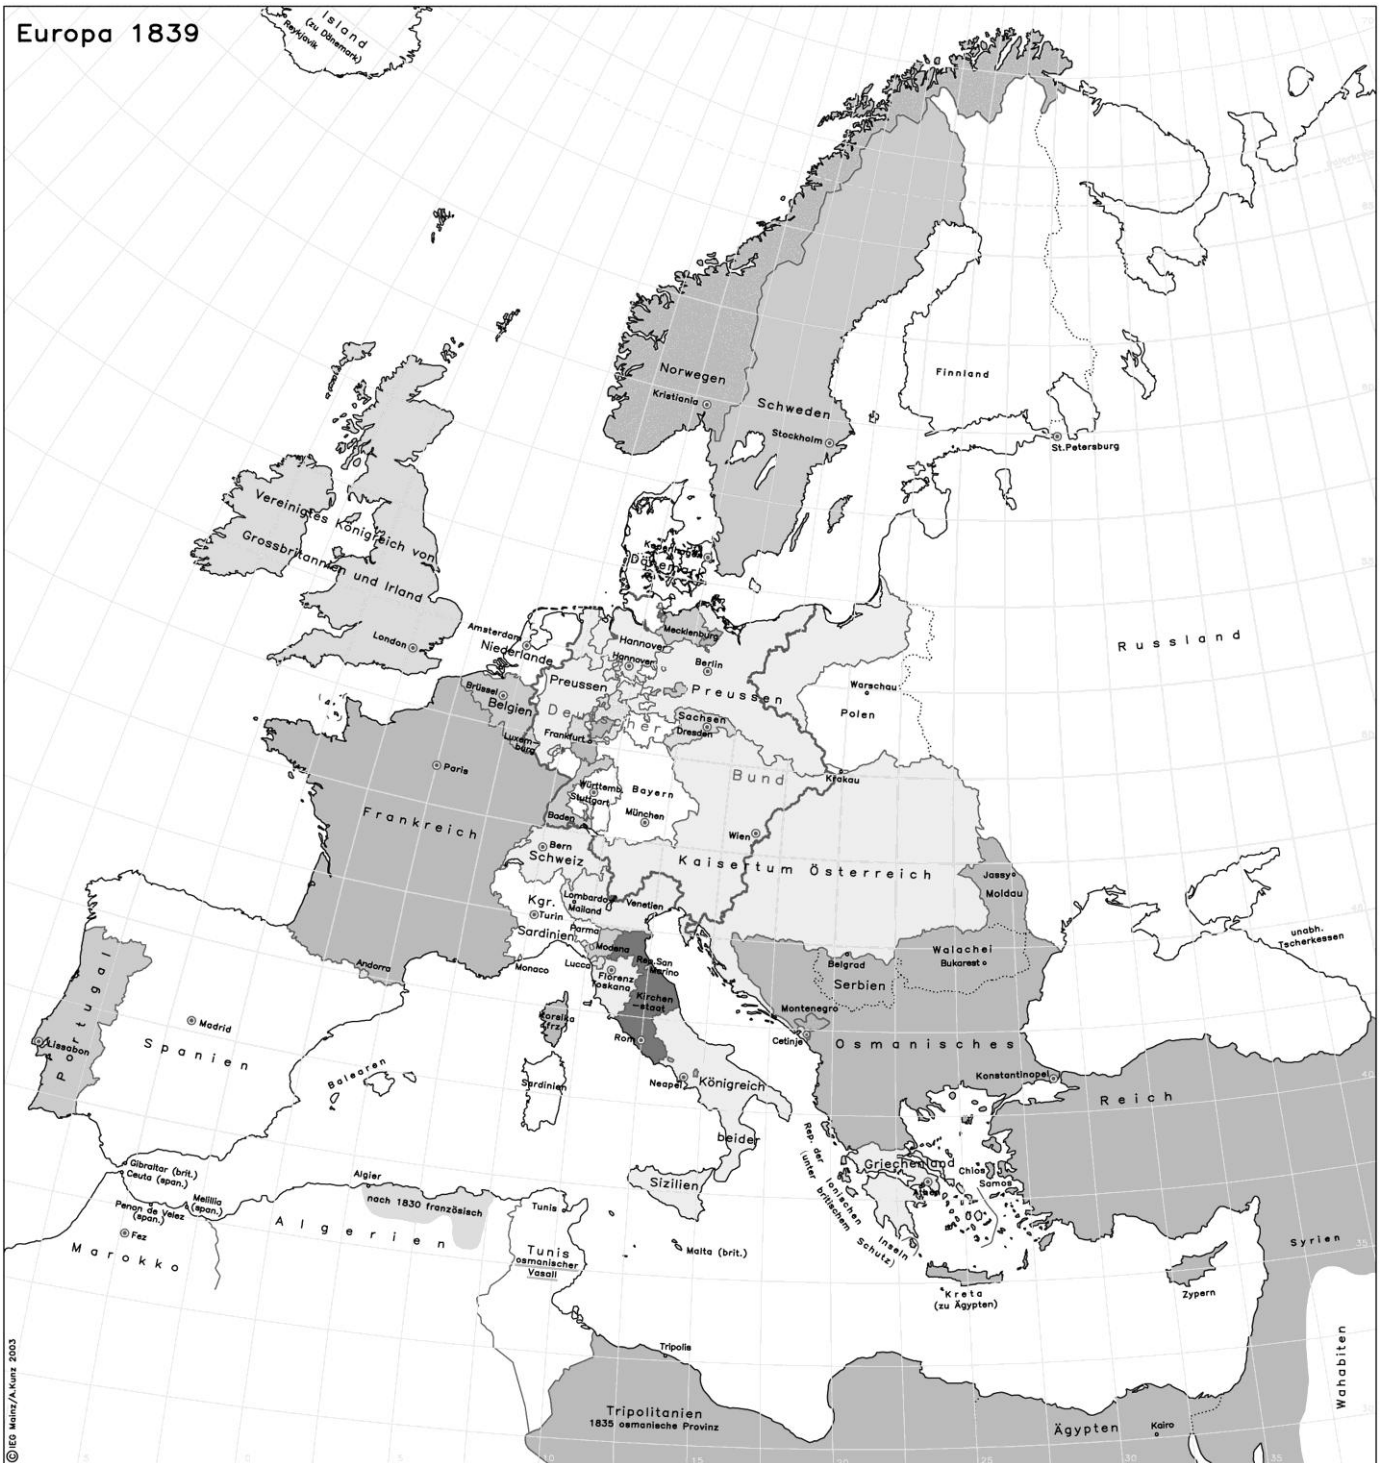 Europa 1839
Island
(zu Dänemark)
Reykjavik
Norwegen
Kristiania
Schweden
Stockholm
Finnland
St.Petersburg
Russland
Vereinigtes Königreich von
Grossbritannien und Irland
London
Kopenhagen
Dänemark
Mecklenburg
Amsterdam
Niederlande
Hannover
Hannover
Berlin
Preussen
Preussen
Warschau
Polen
Brüssel
Belgien
Luxem-
burg
Deutscher
Bund
Frankfurt
Sachsen
Dresden
Krakau
Paris
Frankreich
Württemb.
Stuttgart
Baden
Bayern
München
Wien
Kaisertum Österreich
Bern
Schweiz
Jassy
Moldau
Kgr.
Sardinien
Turin
Lombardo
Mailand
Venetien
Parma
Modena
Lucca
Florenz
Toskana
Rep.San
Marino
Kirchen
-staat
Rom
Monaco
Andorra
Korsika
frz.
Sardinien
Walachei
Bukarest
Belgrad
Serbien
Montenegro
Cetinje
Osmanisches
Reich
Konstantinopel
unabh.
Tscherkessen
Portugal
Lissabon
Madrid
Spanien
Balearen
Neapel
Königreich
beider
Sizilien
Griechenland
Athen
Chios
Samos
Rep. der
Ionischen
Inseln
(unter britischem
Schutz)
Gibraltar (brit.)
Ceuta (span.)
Melilla
(span.)
Penon de Velez
(span.)
Fez
Marokko
Algier
nach 1830 französisch
Algerien
Tunis
Tunis
osmanischer
Vasall
Malta (brit.)
Kreta
(zu Ägypten)
Zypern
Syrien
Wahabiten
Tripolis
Tripolitanien
1835 osmanische Provinz
Ägypten
Kairo
©IEG Mainz/A.Kunz 2003